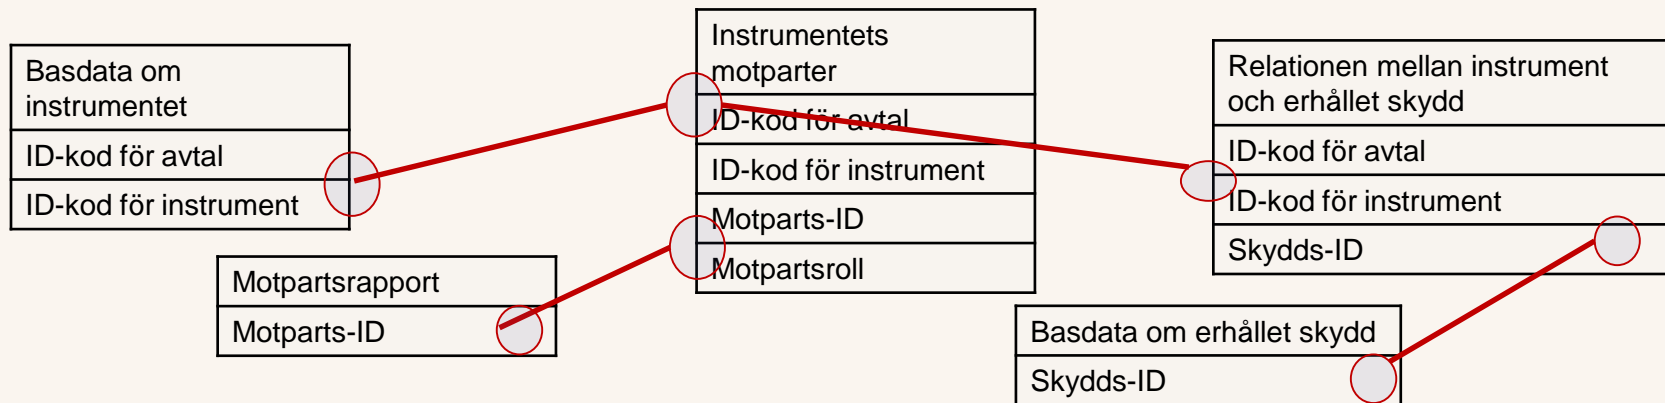 Basdata om
instrumentet
ID-kod för avtal
ID-kod för instrument
Motpartsrapport
Motparts-ID
Instrumentets
motparter
ID-kod för avtal
ID-kod för instrument
Motparts-ID
Motpartsroll
Relationen mellan instrument
och erhållet skydd
ID-kod för avtal
ID-kod för instrument
Skydds-ID
Basdata om erhållet skydd
Skydds-ID